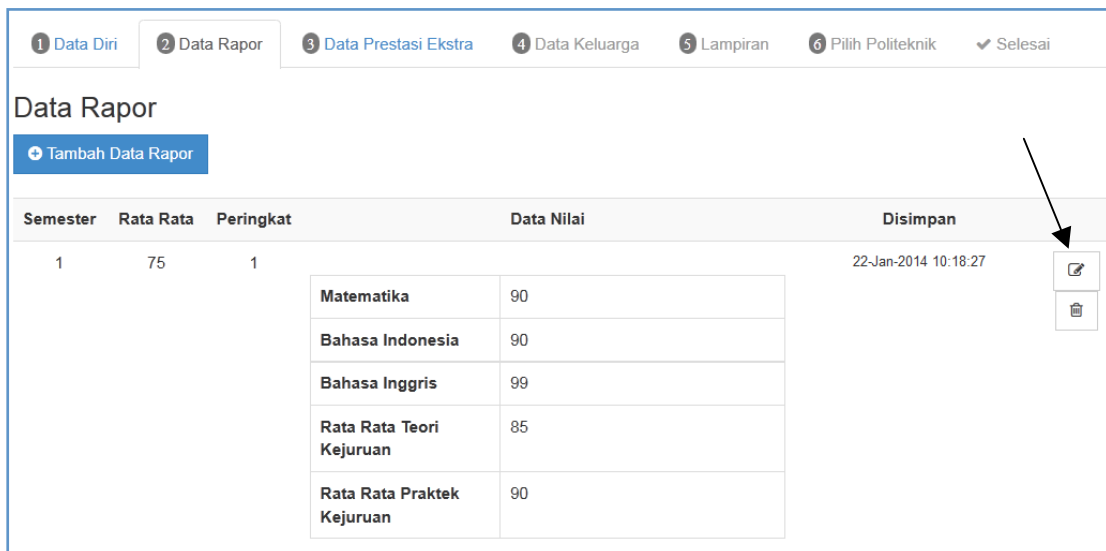 1 Data Diri 2 Data Rapor 3 Data Prestasi Ekstra 4 Data Keluarga 5 Lampiran 6 Pilih Politeknik Selesai
Data Rapor
Tambah Data Rapor
Semester Rata Rata Peringkat Data Nilai Disimpan
1 75 1 22-Jan-2014 10:18:27
Matematika 90
Bahasa Indonesia 90
Bahasa Inggris 99
Rata Rata Teori 85
Kejuruan
Rata Rata Praktek 90
Kejuruan